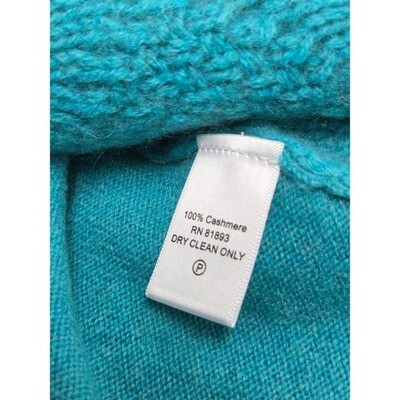 100% Cashmere
RN 81893
DRY CLEAN ONLY
P